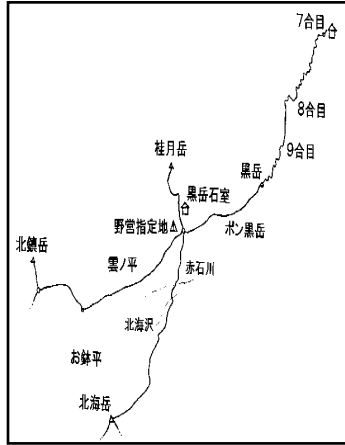 7合目
8合目
9合目
桂月岳
黒岳
黒岳石室
野営指定地
ポン黒岳
北鎮岳
雲ノ平
赤石川
北海沢
お鉢平
北海岳